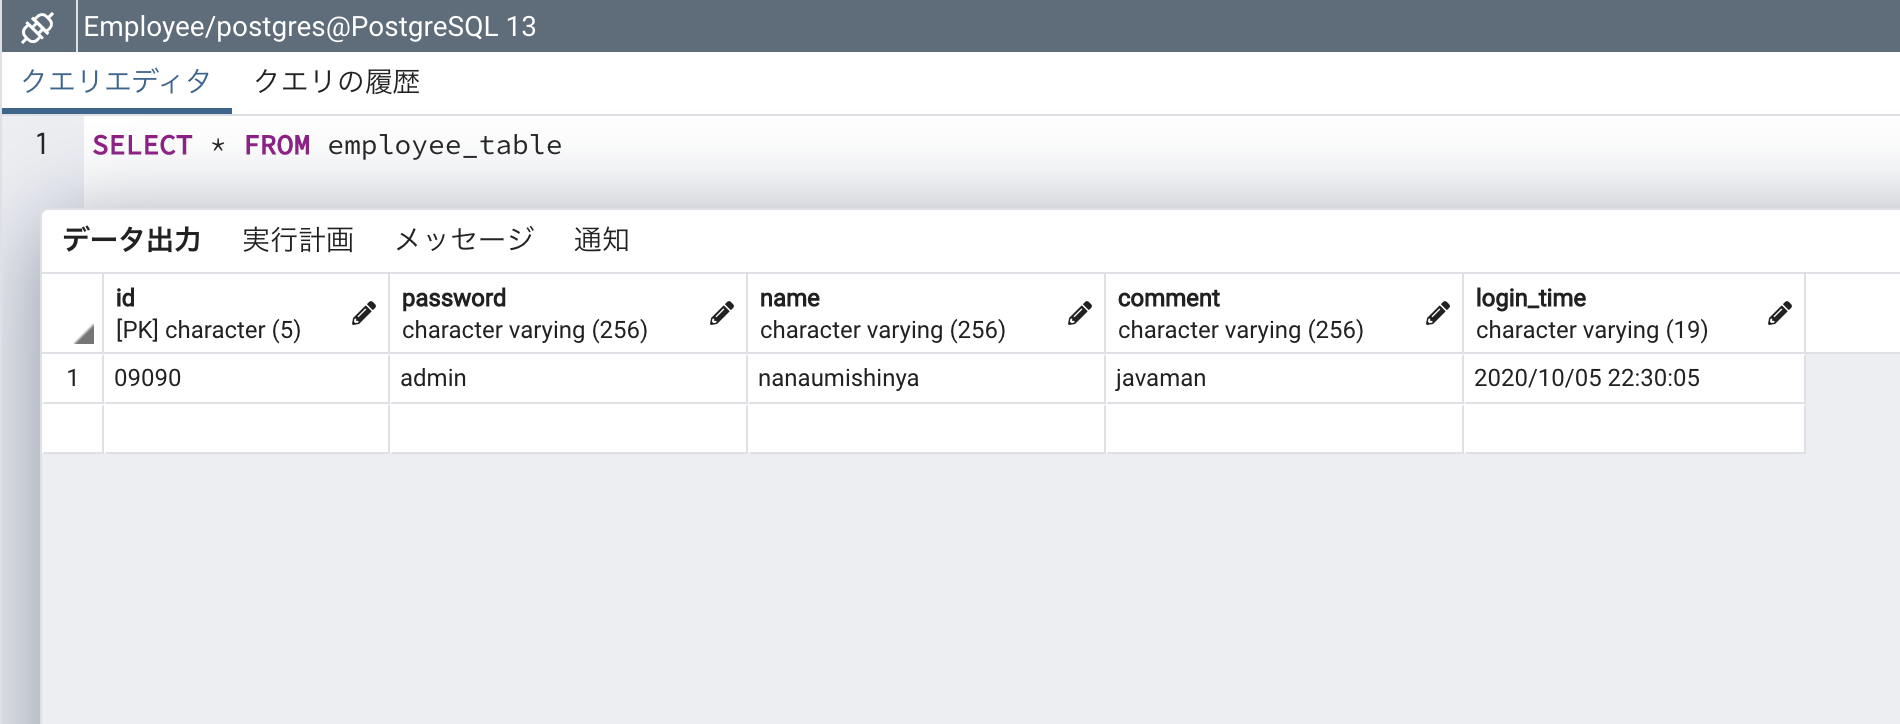 Employee/postgres@PostgreSQL 13
クエリエディタ クエリの履歴
1 SELECT * FROM employee_table
データ出力 実行計画 メッセージ 通知
id password name comment login_time
[PK] character (5) character varying (256) character varying (256) character varying (256) character varying (19)
1 09090 admin nanaumishinya javaman 2020/10/05 22:30:05